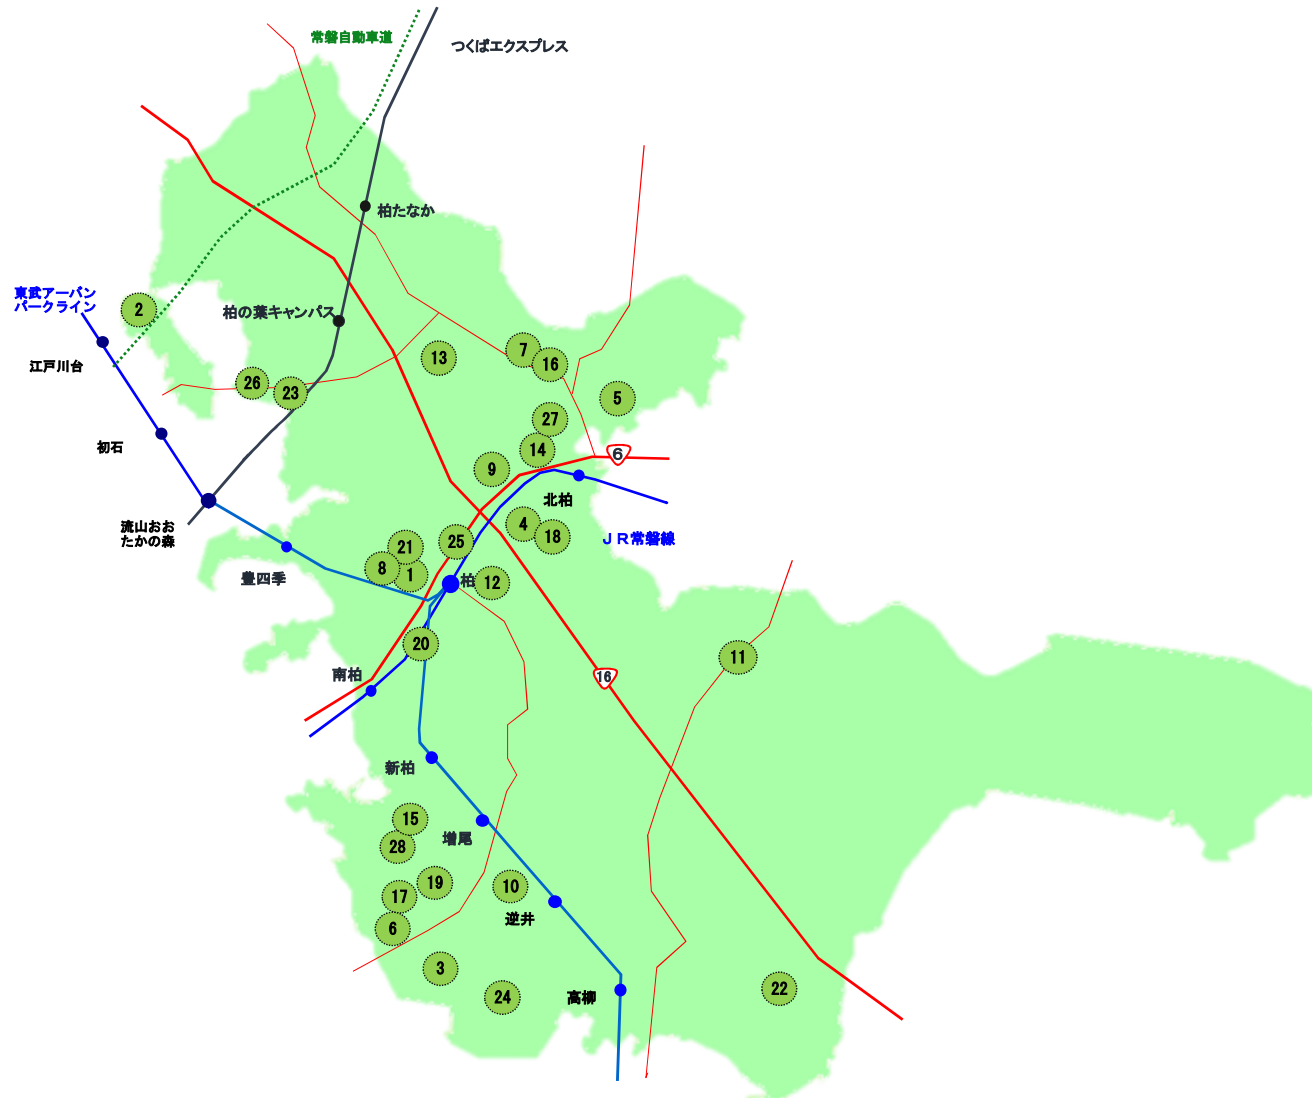 常磐自動車道
つくばエクスプレス
柏たなか
東武アーバン
パークライン
2
柏の葉キャンパス
江戸川台
13
7
16
26
23
5
27
初石
14
6
9
北柏
流山おお
たかの森
4
18
JR常磐線
25
21
豊四季
8
1
柏
12
20
11
南柏
16
新柏
15
増尾
28
19
10
17
逆井
6
3
24
高柳
22